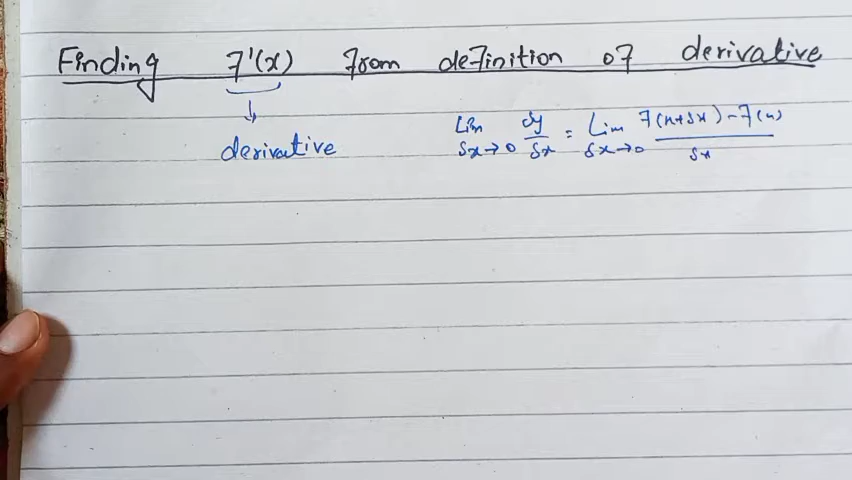 Finding f'(x) from definition of derivative
↓
derivative
Lim δx→0 δy/δx = Lim δx→0 f(x+δx)-f(x)/δx